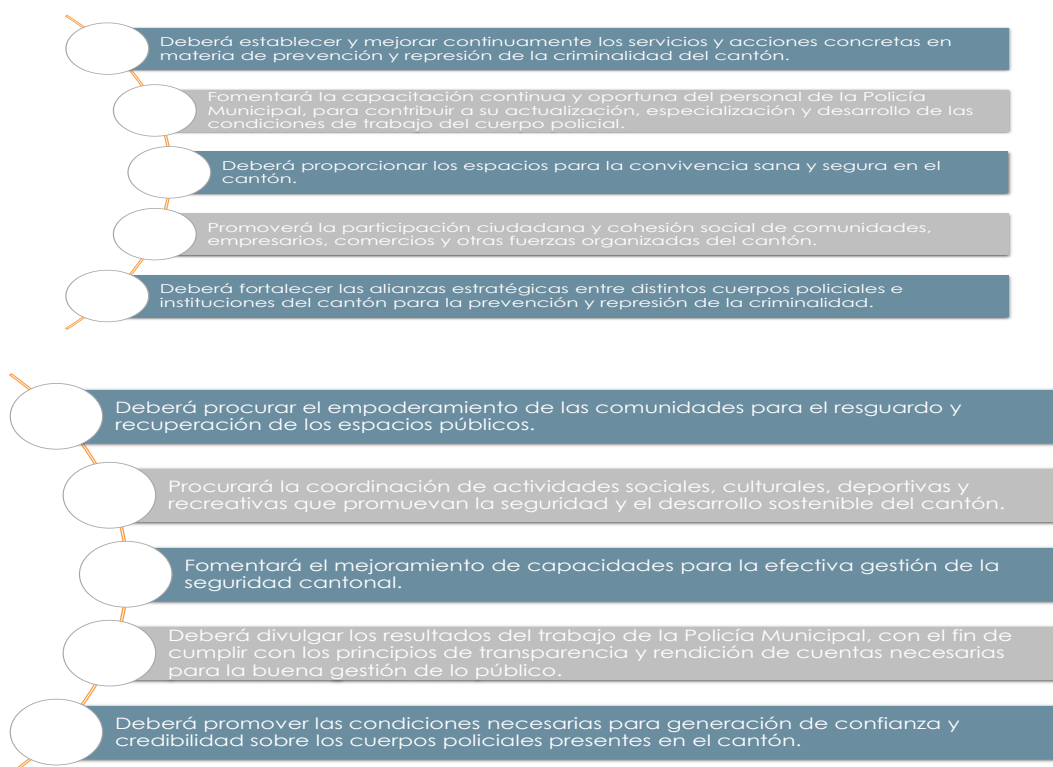 Deberá establecer y mejorar continuamente los servicios y acciones concretas en
materia de prevención y represión de la criminalidad del cantón.
Fomentará la capacitación continua y oportuna del personal de la Policía
Municipal, para contribuir a su actualización, especialización y desarrollo de las
condiciones de trabajo del cuerpo policial.
Deberá proporcionar los espacios para la convivencia sana y segura en el
cantón.
Promoverá la participación ciudadana y cohesión social de comunidades,
empresarios, comercios y otras fuerzas organizadas del cantón.
Deberá fortalecer las alianzas estratégicas entre distintos cuerpos policiales e
instituciones del cantón para la prevención y represión de la criminalidad.
Deberá procurar el empoderamiento de las comunidades para el resguardo y
recuperación de los espacios públicos.
Procurará la coordinación de actividades sociales, culturales, deportivas y
recreativas que promuevan la seguridad y el desarrollo sostenible del cantón.
Fomentará el mejoramiento de capacidades para la efectiva gestión de la
seguridad cantonal.
Deberá divulgar los resultados del trabajo de la Policía Municipal, con el fin de
cumplir con los principios de transparencia y rendición de cuentas necesarias
para la buena gestión de lo público.
Deberá promover las condiciones necesarias para generación de confianza y
credibilidad sobre los cuerpos policiales presentes en el cantón.